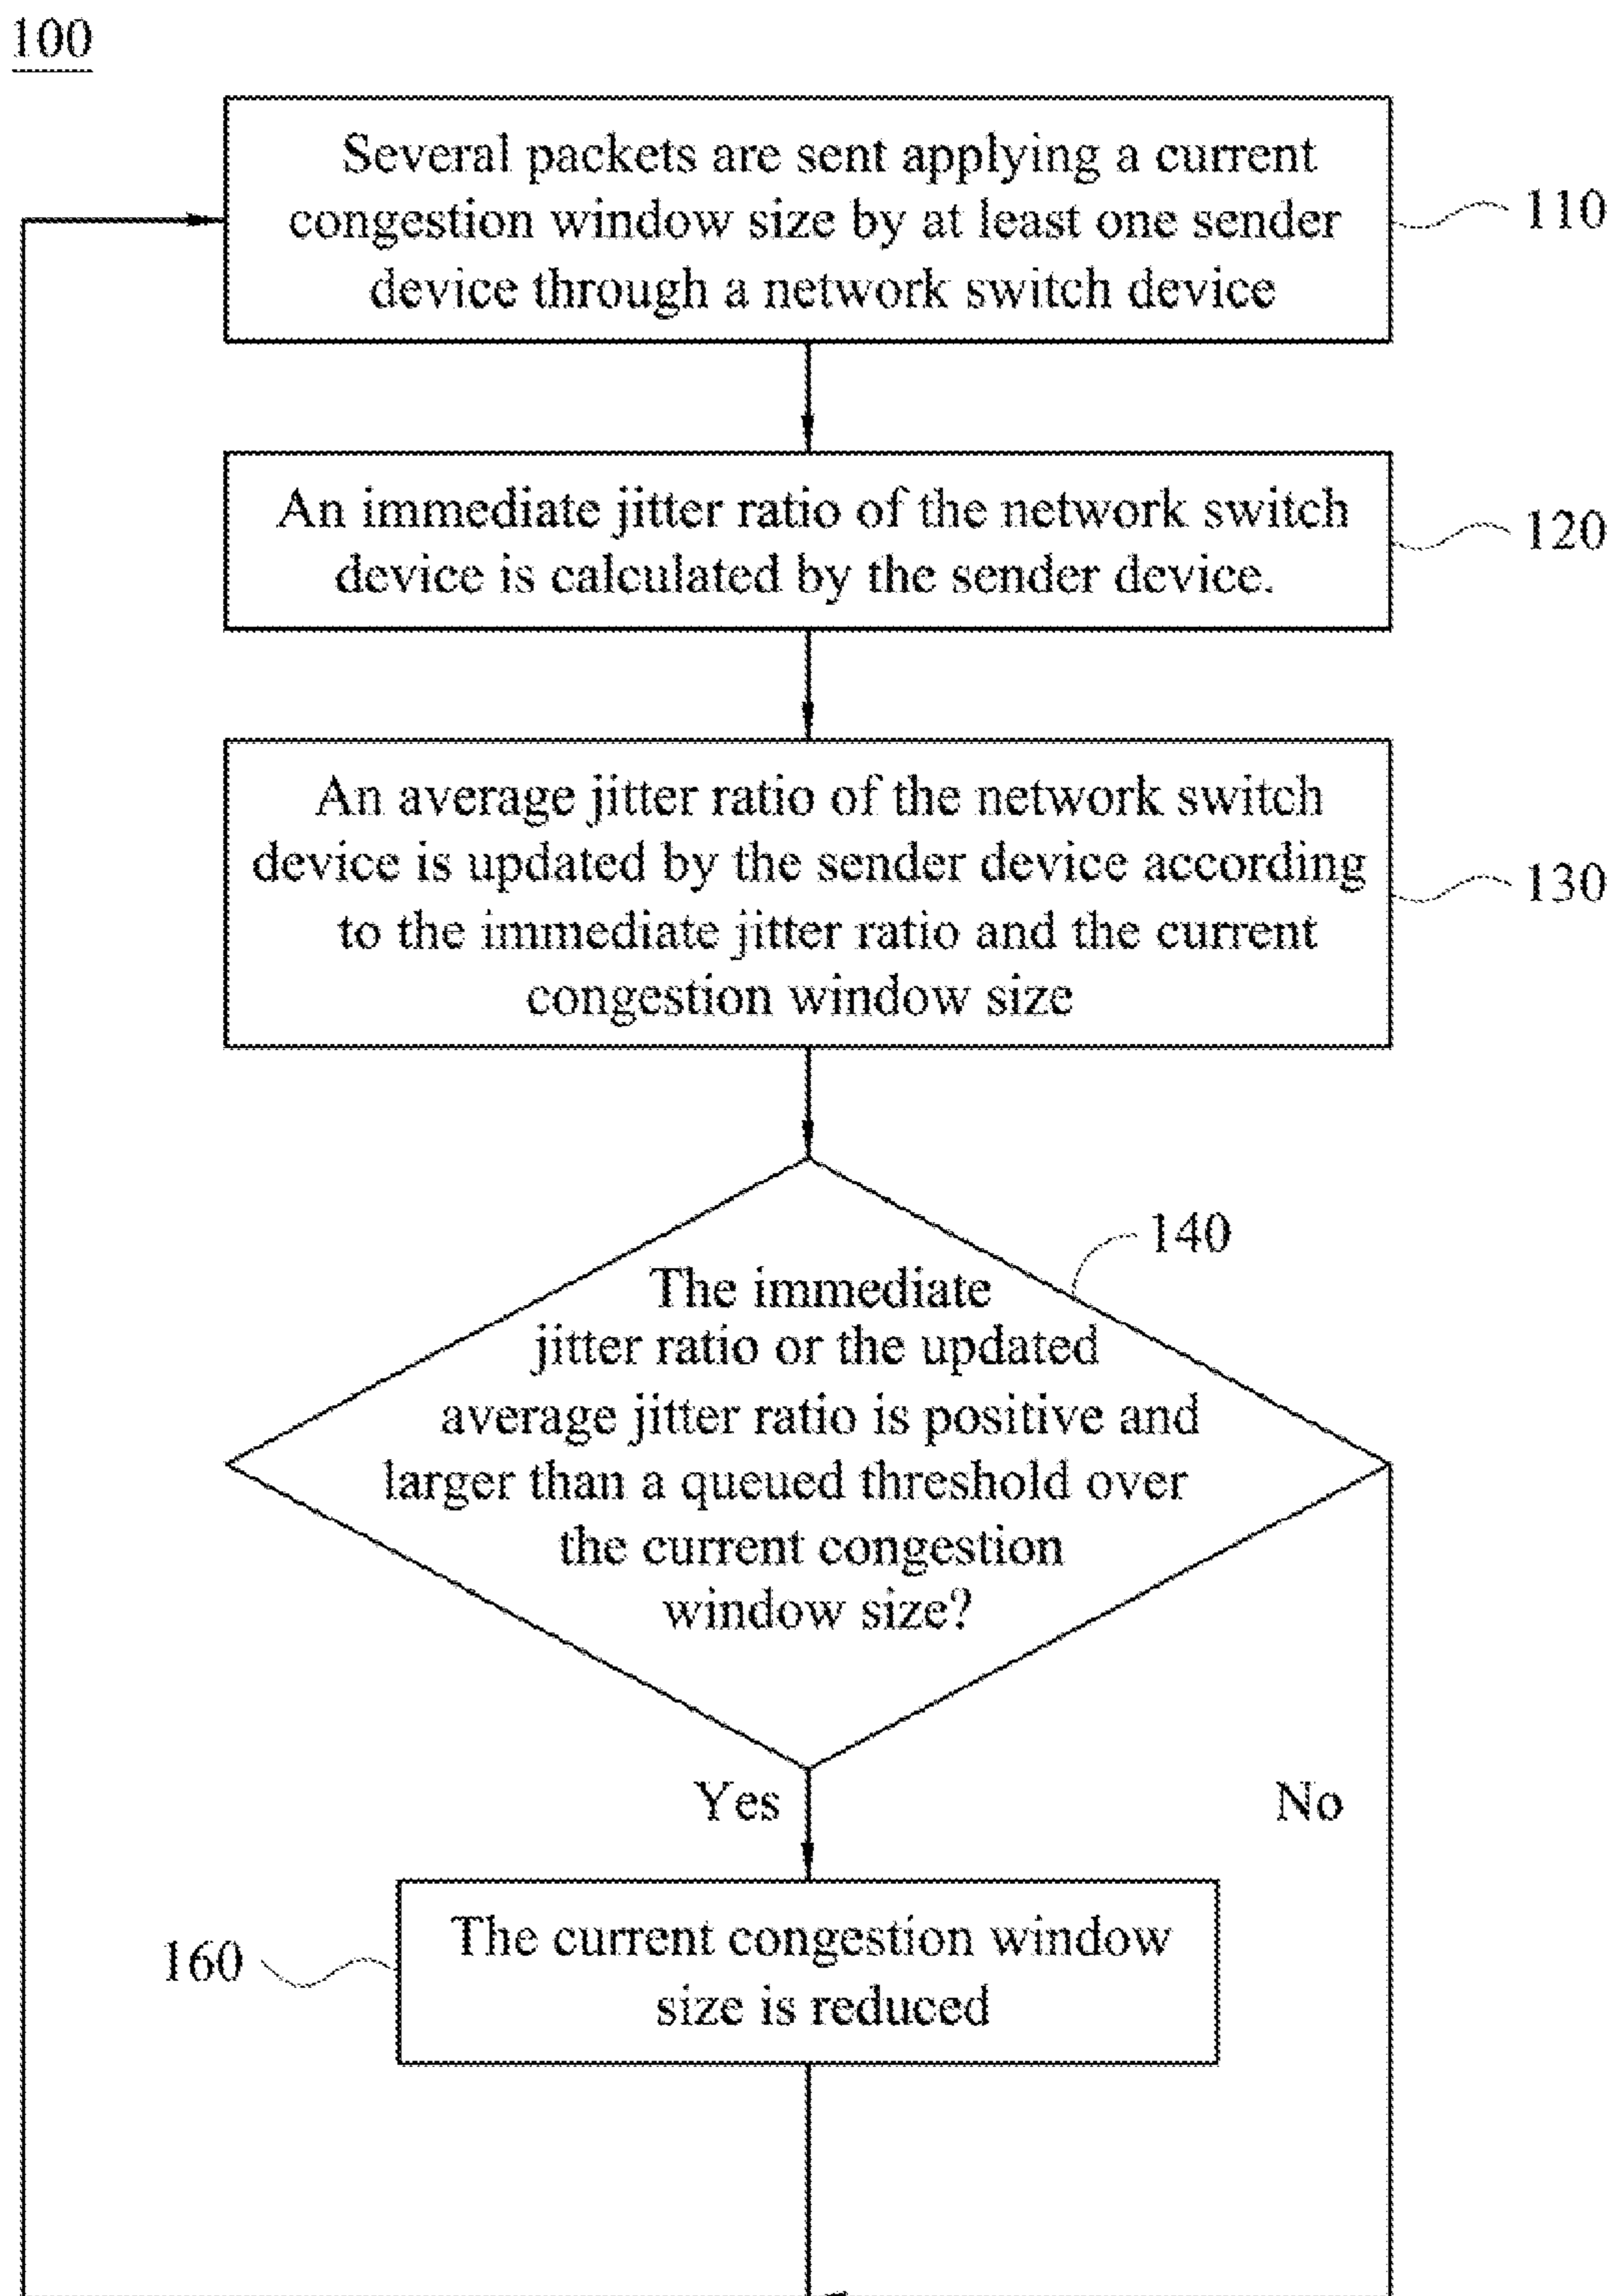 100
Several packets are sent applying a current
congestion window size by at least one sender
device through a network switch device
110
An immediate jitter ratio of the network switch
device is calculated by the sender device.
120
An average jitter ratio of the network switch
device is updated by the sender device according
to the immediate jitter ratio and the current
congestion window size
130
140
The immediate
jitter ratio or the updated
average jitter ratio is positive and
larger than a queued threshold over
the current congestion
window size?
Yes
No
160
The current congestion window
size is reduced